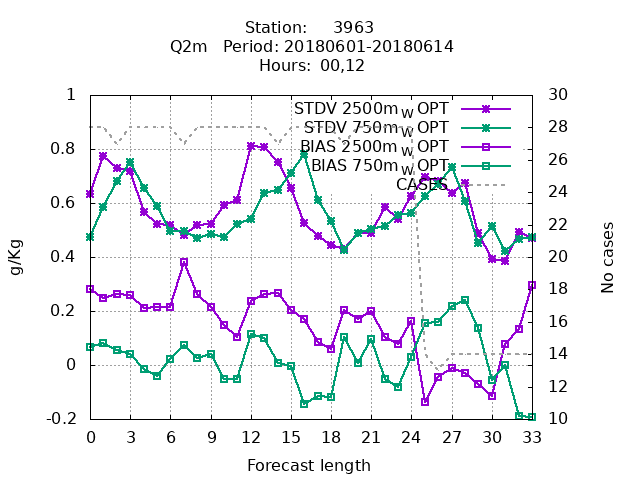 Station: 3963
Q2m Period: 20180601-20180614
Hours: 00,12
STDV 2500m w OPT
STDV 750m w OPT
BIAS 2500m w OPT
BIAS 750m w OPT
CASES
1
0.8
0.6
0.4
0.2
0
-0.2
g/Kg
30
28
26
24
22
20
18
16
14
12
10
No cases
0 3 6 9 12 15 18 21 24 27 30 33
Forecast length